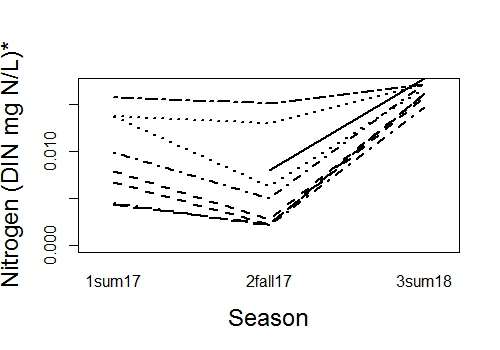 Nitrogen (DIN mg N/L)*
0.010
0.000
1sum17 2fall17 3sum18
Season